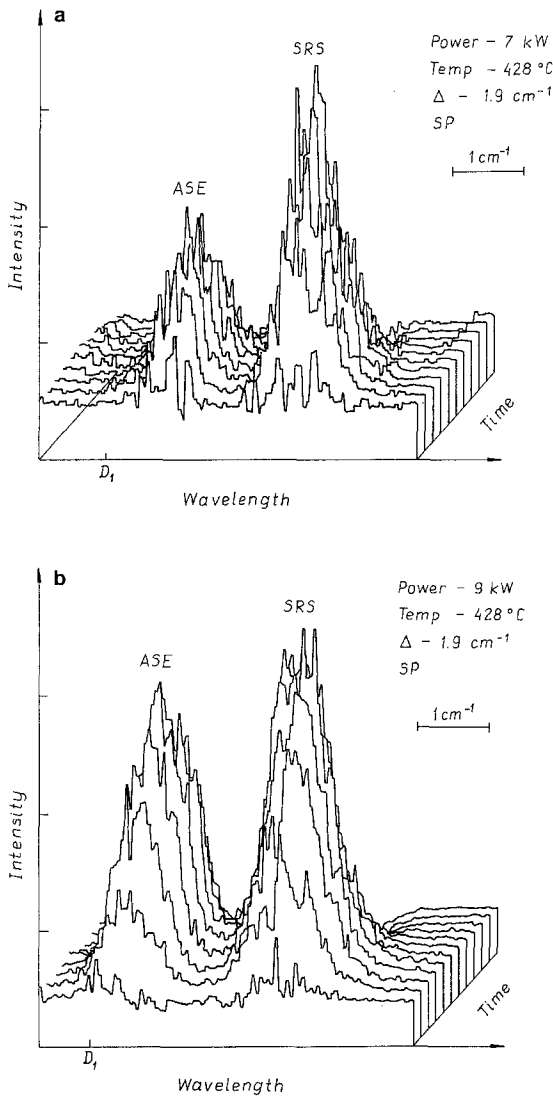 a
Power - 7 kW
Temp - 428 °C
Δ - 1.9 cm⁻¹
SP
1 cm⁻¹
SRS
ASE
Intensity
Time
D₁
Wavelength
b
Power - 9 kW
Temp - 428 °C
Δ - 1.9 cm⁻¹
SP
1 cm⁻¹
SRS
ASE
Intensity
Time
D₁
Wavelength